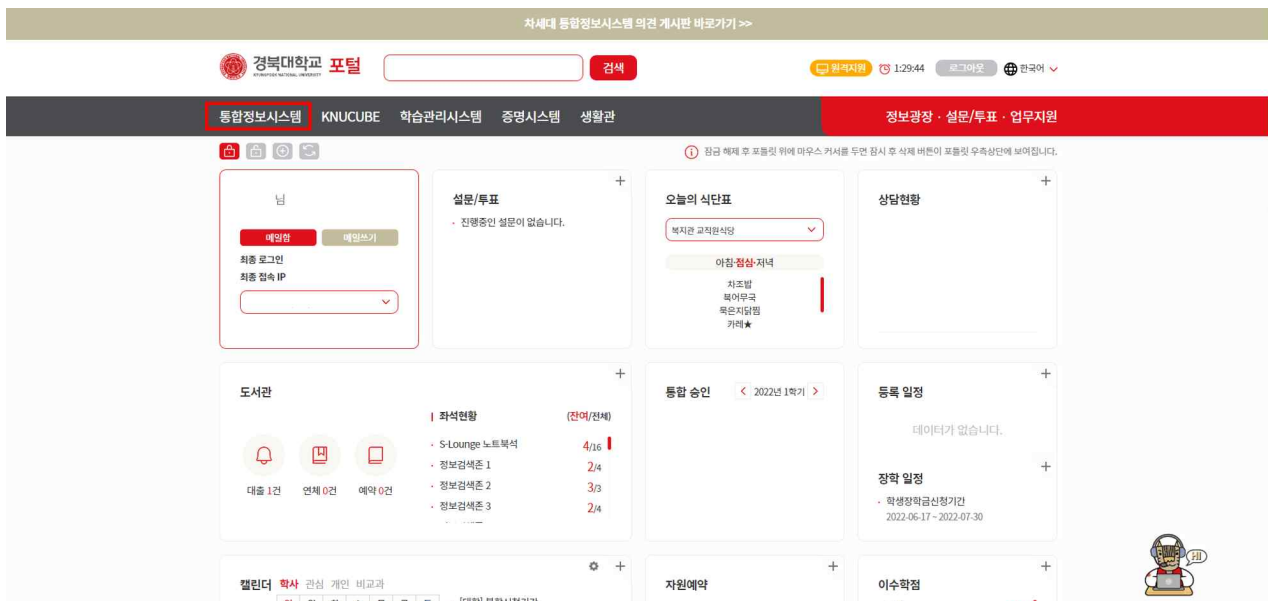 차세대 통합정보시스템 의견 게시판 바로가기 >>
경북대학교 포털
KYUNGPOOK NATIONAL UNIVERSITY
검색
원격지원
1:29:44
로그아웃
한국어
통합정보시스템
KNUCUBE
학습관리시스템
증명시스템
생활관
정보광장 · 설문/투표 · 업무지원
잠금 해제 후 포틀릿 위에 마우스 커서를 두면 잠시 후 삭제 버튼이 포틀릿 우측상단에 보여집니다.
님
메일함
메일쓰기
최종 로그인
최종 접속 IP
설문/투표
· 진행중인 설문이 없습니다.
오늘의 식단표
복지관 교직원식당
아침·점심·저녁
차조밥
북어무국
묵은지닭찜
카레★
상담현황
도서관
대출 1건
연체 0건
예약 0건
좌석현황 (잔여/전체)
· S-Lounge 노트북석 4/16
· 정보검색존 1 2/4
· 정보검색존 2 3/3
· 정보검색존 3 2/4
통합 승인
2022년 1학기
등록 일정
데이터가 없습니다.
장학 일정
· 학생장학금신청기간
2022-06-17 ~ 2022-07-30
캘린더 학사 관심 개인 비교과
자원예약
이수학점
HI